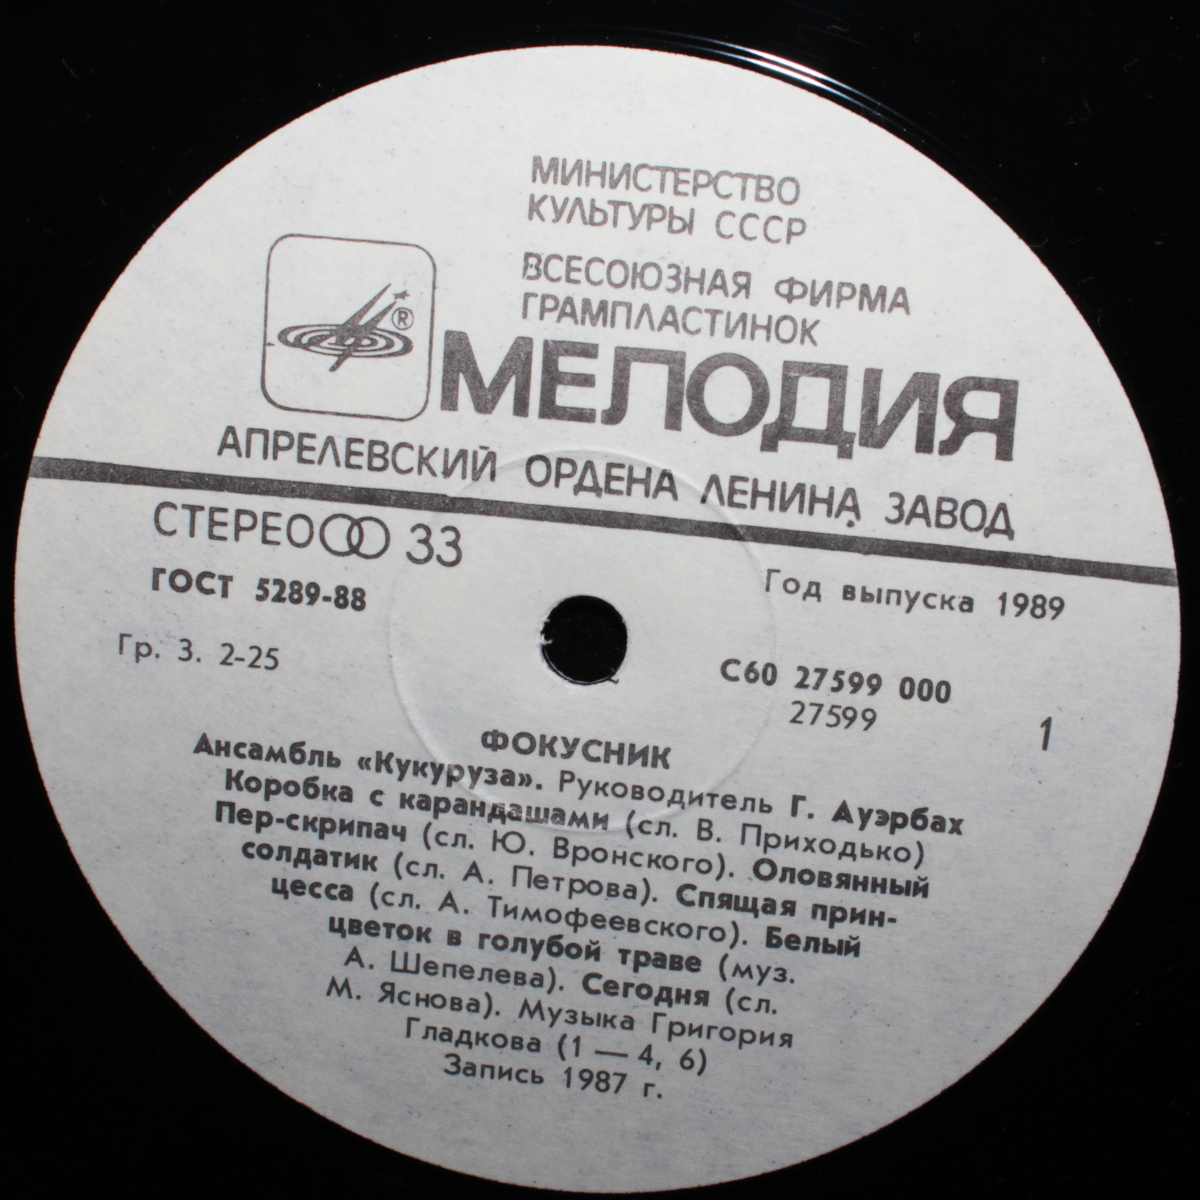 МИНИСТЕРСТВО
КУЛЬТУРЫ СССР
ВСЕСОЮЗНАЯ ФИРМА
ГРАМПЛАСТИНОК
®
МЕЛОДИЯ
АПРЕЛЕВСКИЙ ОРДЕНА ЛЕНИНА ЗАВОД
СТЕРЕО 33
ГОСТ 5289-88
Год выпуска 1989
Гр. 3. 2-25
С60 27599 000
27599
1
ФОКУСНИК
Ансамбль «Кукуруза». Руководитель Г. Ауэрбах
Коробка с карандашами (сл. В. Приходько)
Пер-скрипач (сл. Ю. Вронского). Оловянный
солдатик (сл. А. Петрова). Спящая прин-
цесса (сл. А. Тимофеевского). Белый
цветок в голубой траве (муз.
А. Шепелева). Сегодня (сл.
М. Яснова). Музыка Григория
Гладкова (1 — 4, 6)
Запись 1987 г.